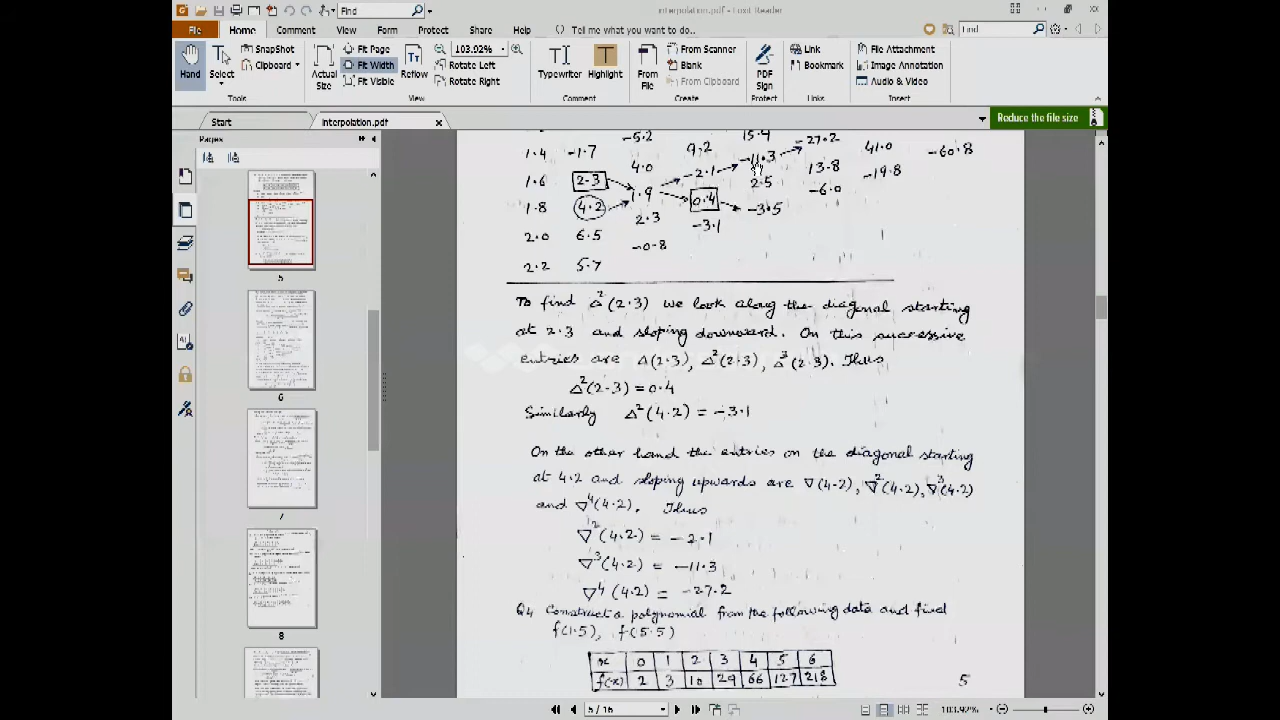 interpolation.pdf - Foxit Reader
Find
File Home Comment View Form Protect Share Help Tell me what you want to do.. Find
Hand
Select
SnapShot
Clipboard
Actual Size
Fit Page
Fit Width
Fit Visible
Reflow
103.92%
Rotate Left
Rotate Right
Typewriter
Highlight
From File
From Scanner
Blank
From Clipboard
PDF Sign
Link
Bookmark
File Attachment
Image Annotation
Audio & Video
Tools View Comment Create Protect Links Insert
Start interpolation.pdf Reduce the file size
Pages
5
6
7
8
-5.2 15.4 -27.2
1.4 -1.7 9.2 41.0 -60.8
4.0 -11.3 13.8
1.6 2.3 -2.1 2.5 -19.8
1.9 -6.0
1.8 4.2 0.4 -3.5
2.3
2.0 6.5 -3.1
-0.8
2.2 5.7
To find Δ²(2.3) we look along the diagonal starting
at 2.3 and sloping downward. On this successive
entries are Δ(2.3), Δ²(2.3), Δ³(2.3). Thus
Δ²(2.3) = 0.4
Similarly Δ²(4.2) = -3.1
On the other hand the entries on the diagonal starting
at 4.2 and sloping upwards are ∇(4.2), ∇²(4.2), ∇³(4.2)
and ∇⁴(4.2). Thus
∇²(4.2) = -2.1
∇³(4.2) = -11.3
∇⁴(4.2) = -27.2
Q4 Construct a polynomial from the following data and find
f(1.5), f(5.5)
x 0 1 2 3 4 5 6
f(x) 2 3 29 66 127 218
5
5 / 16
103.92%